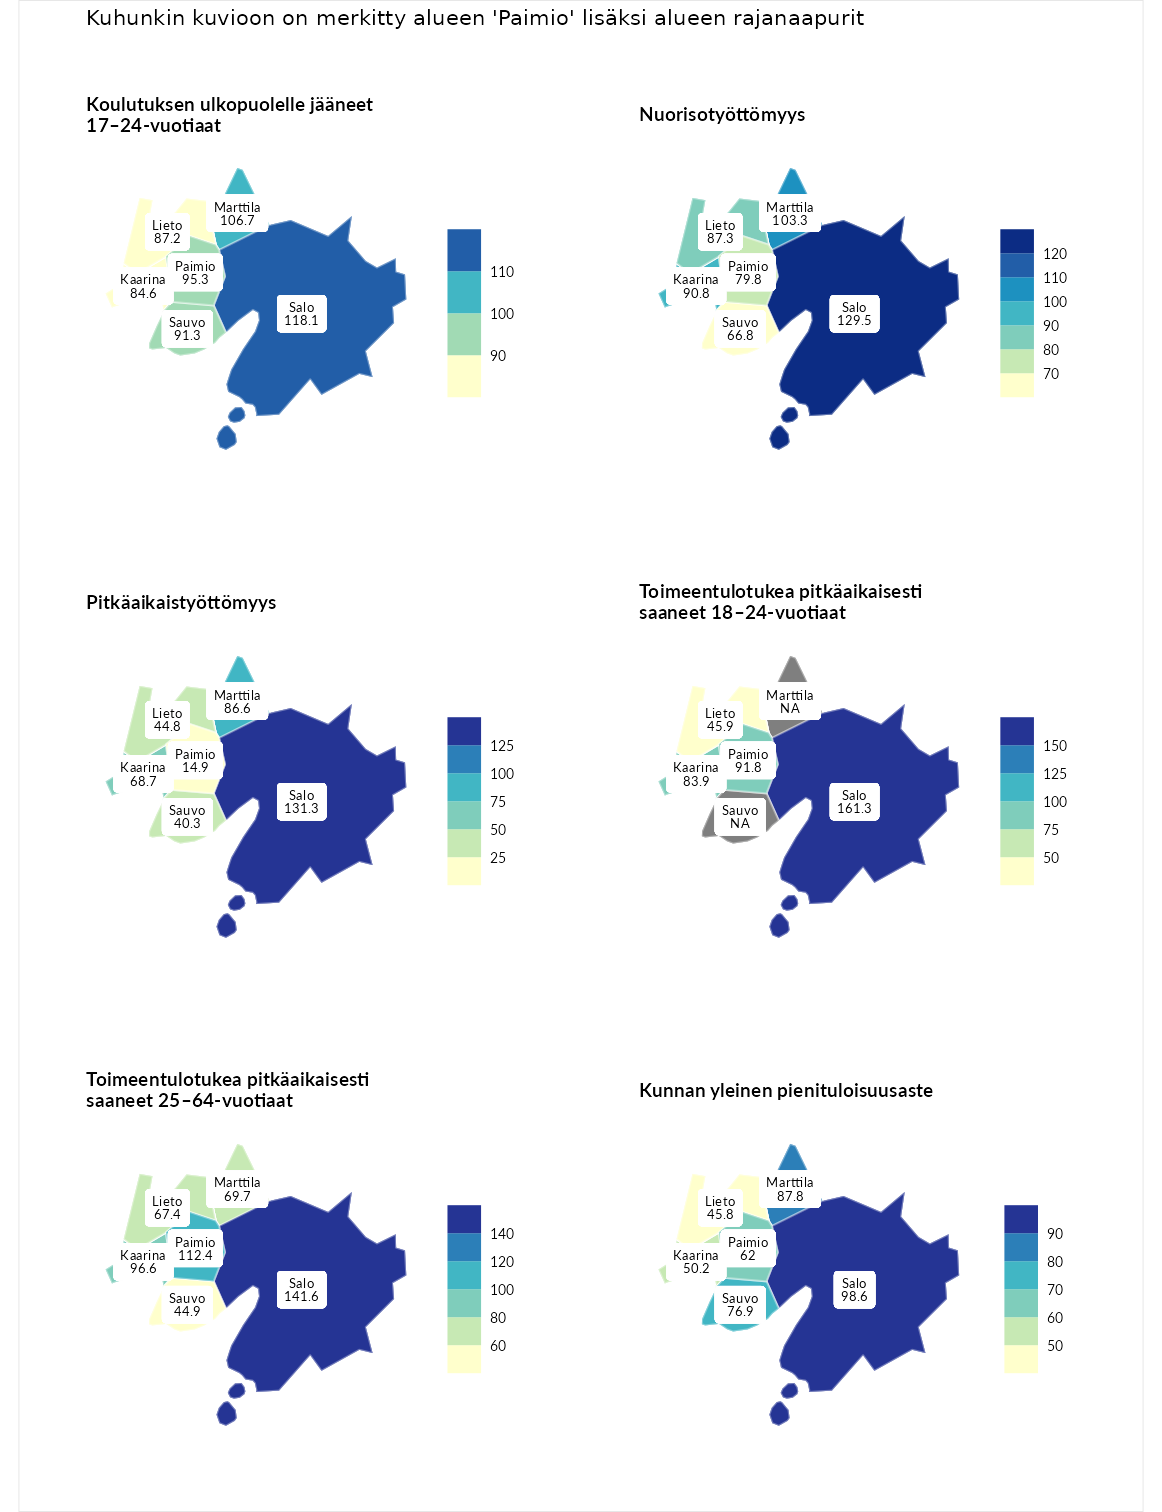 Kuhunkin kuvioon on merkitty alueen 'Paimio' lisäksi alueen rajanaapurit
Koulutuksen ulkopuolelle jääneet
17–24-vuotiaat
Marttila
106.7
Lieto
87.2
Paimio
95.3
Kaarina
84.6
Salo
118.1
Sauvo
91.3
110
100
90
Nuorisotyöttömyys
Marttila
103.3
Lieto
87.3
Paimio
79.8
Kaarina
90.8
Salo
129.5
Sauvo
66.8
120
110
100
90
80
70
Pitkäaikaistyöttömyys
Marttila
86.6
Lieto
44.8
Paimio
14.9
Kaarina
68.7
Salo
131.3
Sauvo
40.3
125
100
75
50
25
Toimeentulotukea pitkäaikaisesti
saaneet 18–24-vuotiaat
Marttila
NA
Lieto
45.9
Paimio
91.8
Kaarina
83.9
Salo
161.3
Sauvo
NA
150
125
100
75
50
Toimeentulotukea pitkäaikaisesti
saaneet 25–64-vuotiaat
Marttila
69.7
Lieto
67.4
Paimio
112.4
Kaarina
96.6
Salo
141.6
Sauvo
44.9
140
120
100
80
60
Kunnan yleinen pienituloisuusaste
Marttila
87.8
Lieto
45.8
Paimio
62
Kaarina
50.2
Salo
98.6
Sauvo
76.9
90
80
70
60
50